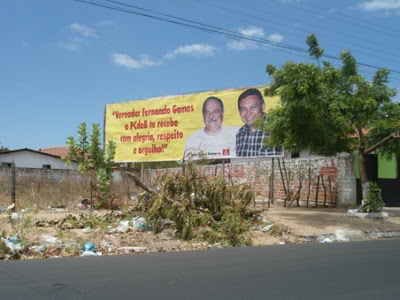 "Vereador Fernando Gomes
e PCdoB te recebe
com alegria, respeito
e orgulho!"